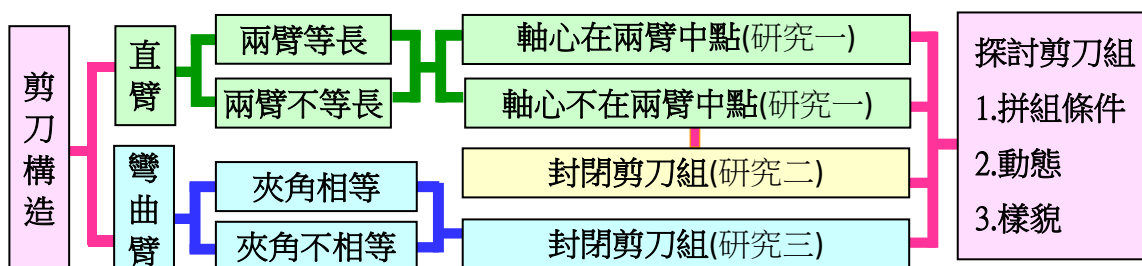 剪刀構造
直臂
兩臂等長
兩臂不等長
軸心在兩臂中點(研究一)
軸心不在兩臂中點(研究一)
彎曲臂
夾角相等
夾角不相等
封閉剪刀組(研究二)
封閉剪刀組(研究三)
探討剪刀組
1.拼組條件
2.動態
3.樣貌